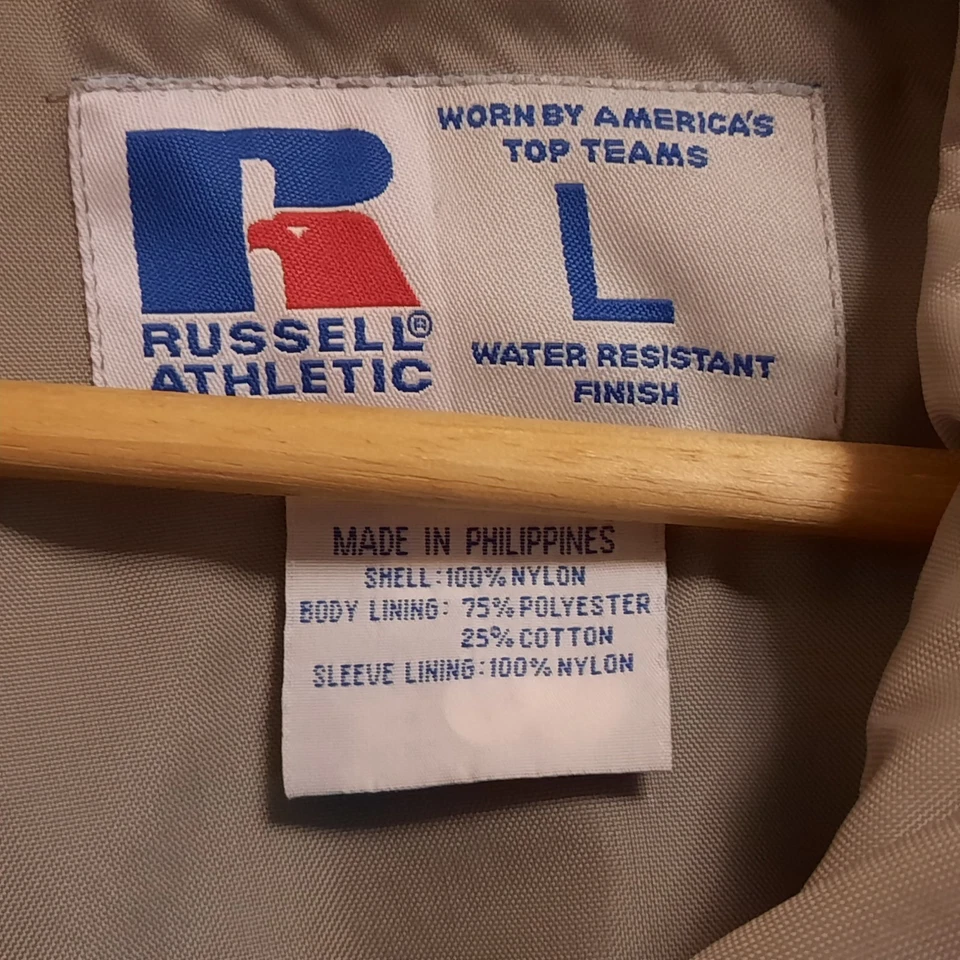 WORN BY AMERICA'S
TOP TEAMS
L
RUSSELL®
ATHLETIC
WATER RESISTANT
FINISH
MADE IN PHILIPPINES
SHELL:100% NYLON
BODY LINING: 75% POLYESTER
25% COTTON
SLEEVE LINING:100% NYLON